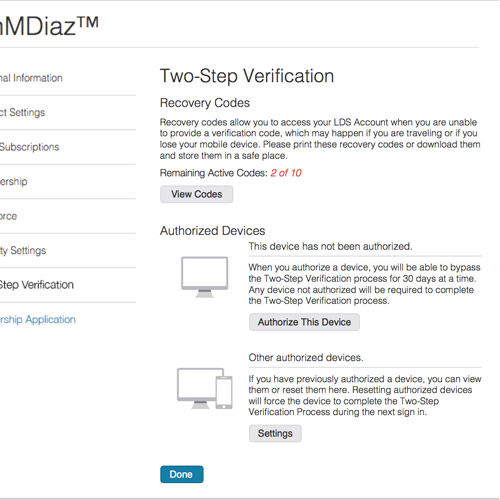 MDiaz™
nal Information
ct Settings
Subscriptions
ership
orce
ty Settings
Step Verification
ership Application
Two-Step Verification
Recovery Codes
Recovery codes allow you to access your LDS Account when you are unable
to provide a verification code, which may happen if you are traveling or if you
lose your mobile device. Please print these recovery codes or download them
and store them in a safe place.
Remaining Active Codes: 2 of 10
View Codes
Authorized Devices
This device has not been authorized.
When you authorize a device, you will be able to bypass
the Two-Step Verification process for 30 days at a time.
Any device not authorized will be required to complete
the Two-Step Verification process.
Authorize This Device
Other authorized devices.
If you have previously authorized a device, you can view
them or reset them here. Resetting authorized devices
will force the device to complete the Two-Step
Verification Process during the next sign in.
Settings
Done